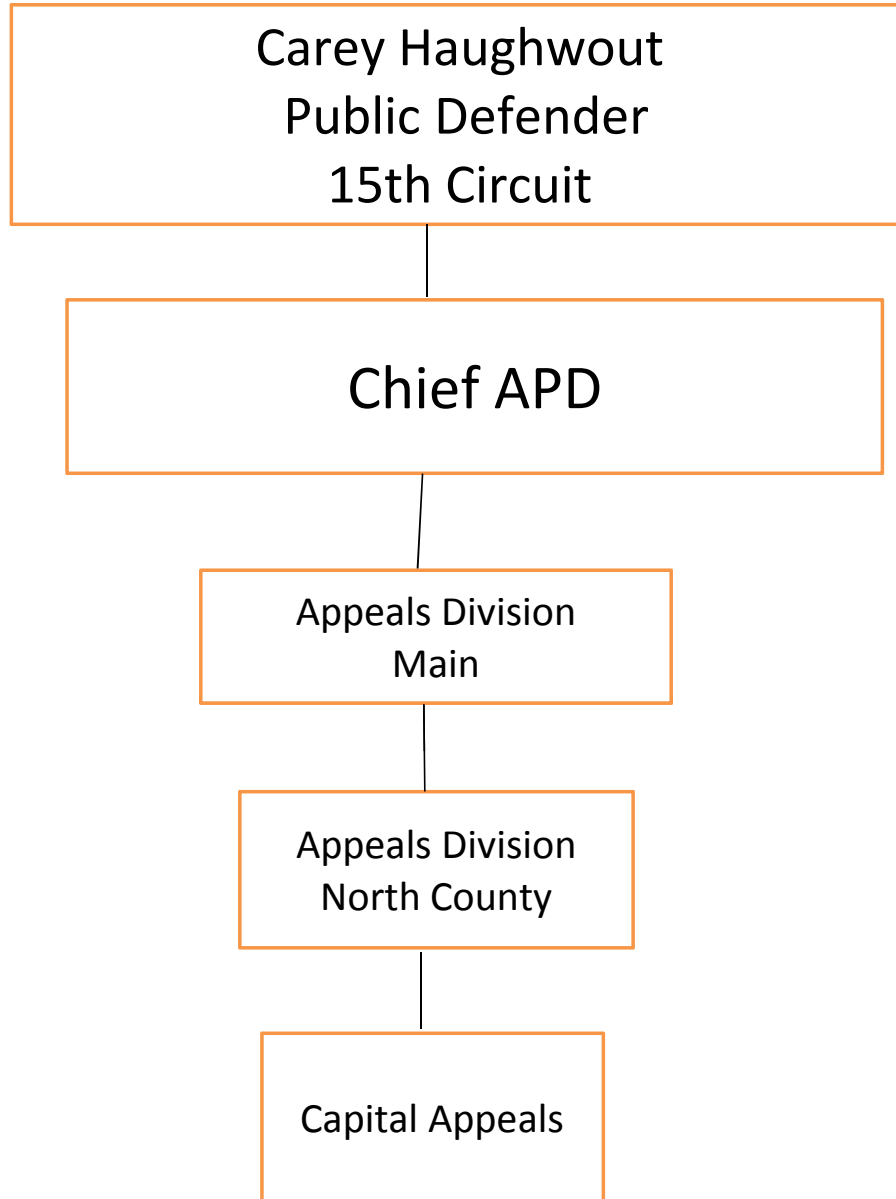 Carey Haughwout
Public Defender
15th Circuit
Chief APD
Appeals Division
Main
Appeals Division
North County
Capital Appeals